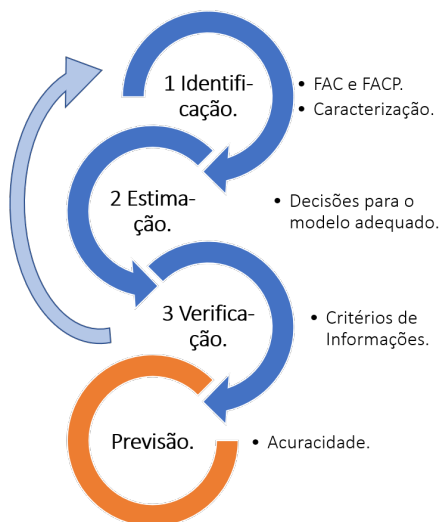 1 Identifi-
cação.
• FAC e FACP.
• Caracterização.
2 Estima-
ção.
• Decisões para o
modelo adequado.
3 Verifica-
ção.
• Critérios de
Informações.
Previsão.
• Acuracidade.